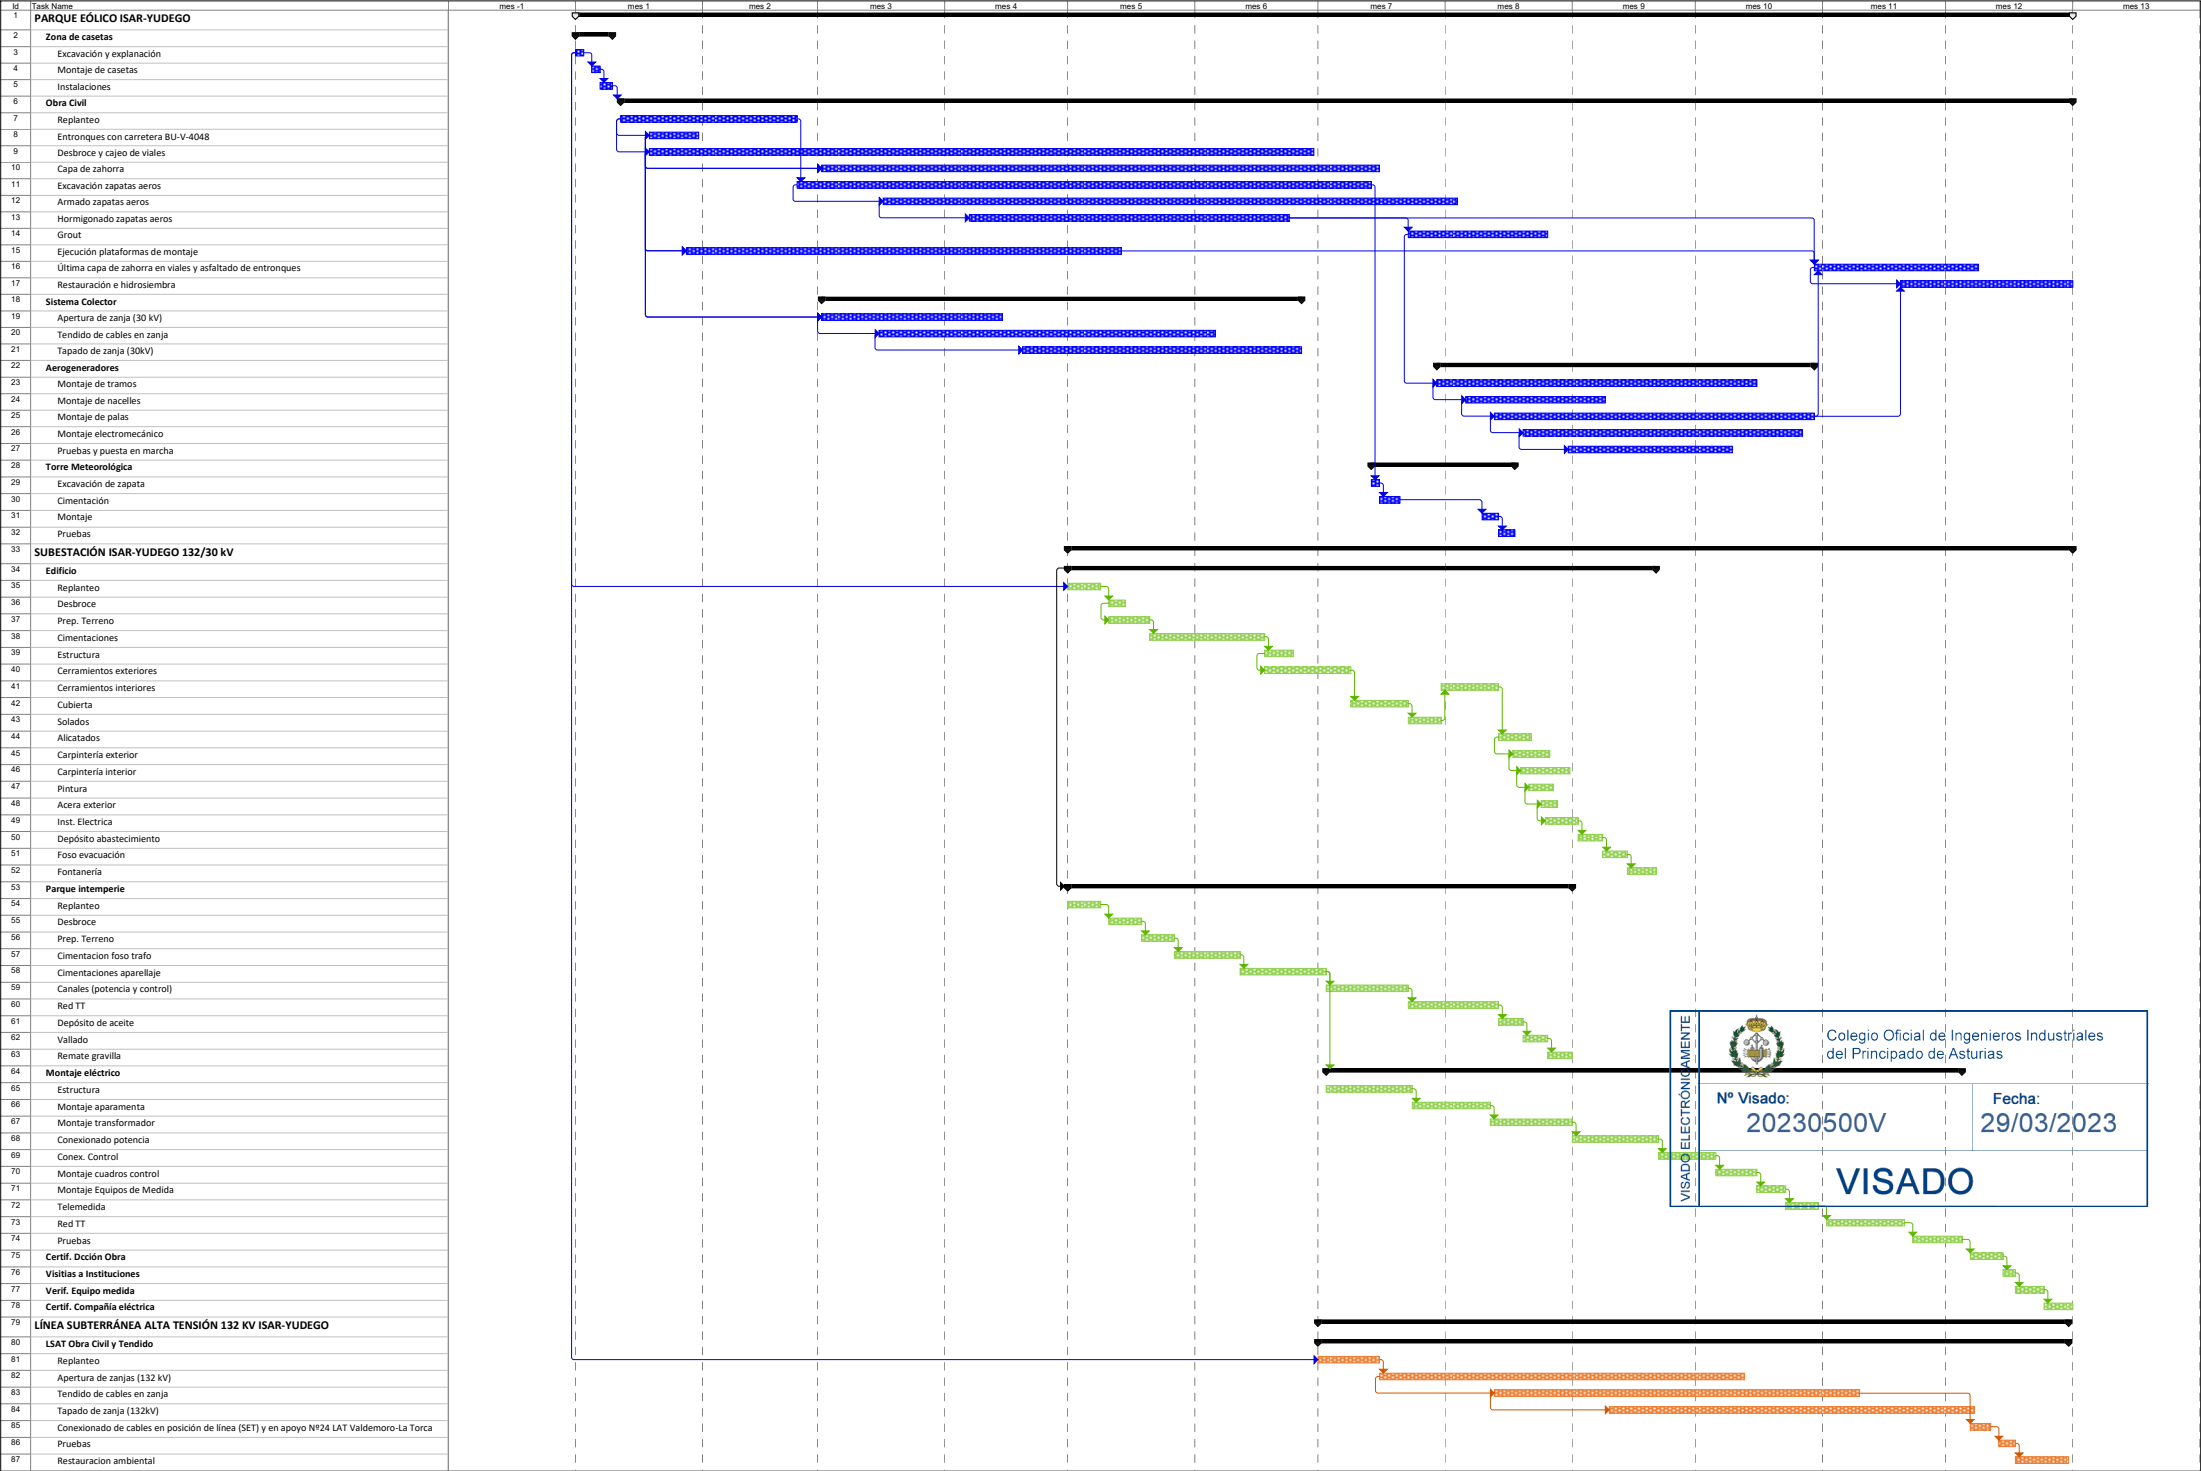 Id Task Name mes -1 mes 1 mes 2 mes 3 mes 4 mes 5 mes 6 mes 7 mes 8 mes 9 mes 10 mes 11 mes 12 mes 13
1 PARQUE EÓLICO ISAR-YUDEGO
2 Zona de casetas
3 Excavación y explanación
4 Montaje de casetas
5 Instalaciones
6 Obra Civil
7 Replanteo
8 Entronques con carretera BU-V-4048
9 Desbroce y cajeo de viales
10 Capa de zahorra
11 Excavación zapatas aeros
12 Armado zapatas aeros
13 Hormigonado zapatas aeros
14 Grout
15 Ejecución plataformas de montaje
16 Última capa de zahorra en viales y asfaltado de entronques
17 Restauración e hidrosiembra
18 Sistema Colector
19 Apertura de zanja (30 kV)
20 Tendido de cables en zanja
21 Tapado de zanja (30kV)
22 Aerogeneradores
23 Montaje de tramos
24 Montaje de nacelles
25 Montaje de palas
26 Montaje electromecánico
27 Pruebas y puesta en marcha
28 Torre Meteorológica
29 Excavación de zapata
30 Cimentación
31 Montaje
32 Pruebas
33 SUBESTACIÓN ISAR-YUDEGO 132/30 kV
34 Edificio
35 Replanteo
36 Desbroce
37 Prep. Terreno
38 Cimentaciones
39 Estructura
40 Cerramientos exteriores
41 Cerramientos interiores
42 Cubierta
43 Solados
44 Alicatados
45 Carpintería exterior
46 Carpintería interior
47 Pintura
48 Acera exterior
49 Inst. Electrica
50 Depósito abastecimiento
51 Foso evacuación
52 Fontanería
53 Parque intemperie
54 Replanteo
55 Desbroce
56 Prep. Terreno
57 Cimentacion foso trafo
58 Cimentaciones aparellaje
59 Canales (potencia y control)
60 Red TT
61 Depósito de aceite
62 Vallado
63 Remate gravilla
64 Montaje eléctrico
65 Estructura
66 Montaje aparamenta
67 Montaje transformador
68 Conexionado potencia
69 Conex. Control
70 Montaje cuadros control
71 Montaje Equipos de Medida
72 Telemedida
73 Red TT
74 Pruebas
75 Certif. Dcción Obra
76 Visitias a Instituciones
77 Verif. Equipo medida
78 Certif. Compañía eléctrica
79 LÍNEA SUBTERRÁNEA ALTA TENSIÓN 132 KV ISAR-YUDEGO
80 LSAT Obra Civil y Tendido
81 Replanteo
82 Apertura de zanjas (132 kV)
83 Tendido de cables en zanja
84 Tapado de zanja (132kV)
85 Conexionado de cables en posición de línea (SET) y en apoyo Nº24 LAT Valdemoro-La Torca
86 Pruebas
87 Restauracion ambiental
VISADO ELECTRÓNICAMENTE
Colegio Oficial de Ingenieros Industriales
del Principado de Asturias
Nº Visado:
20230500V
Fecha:
29/03/2023
VISADO